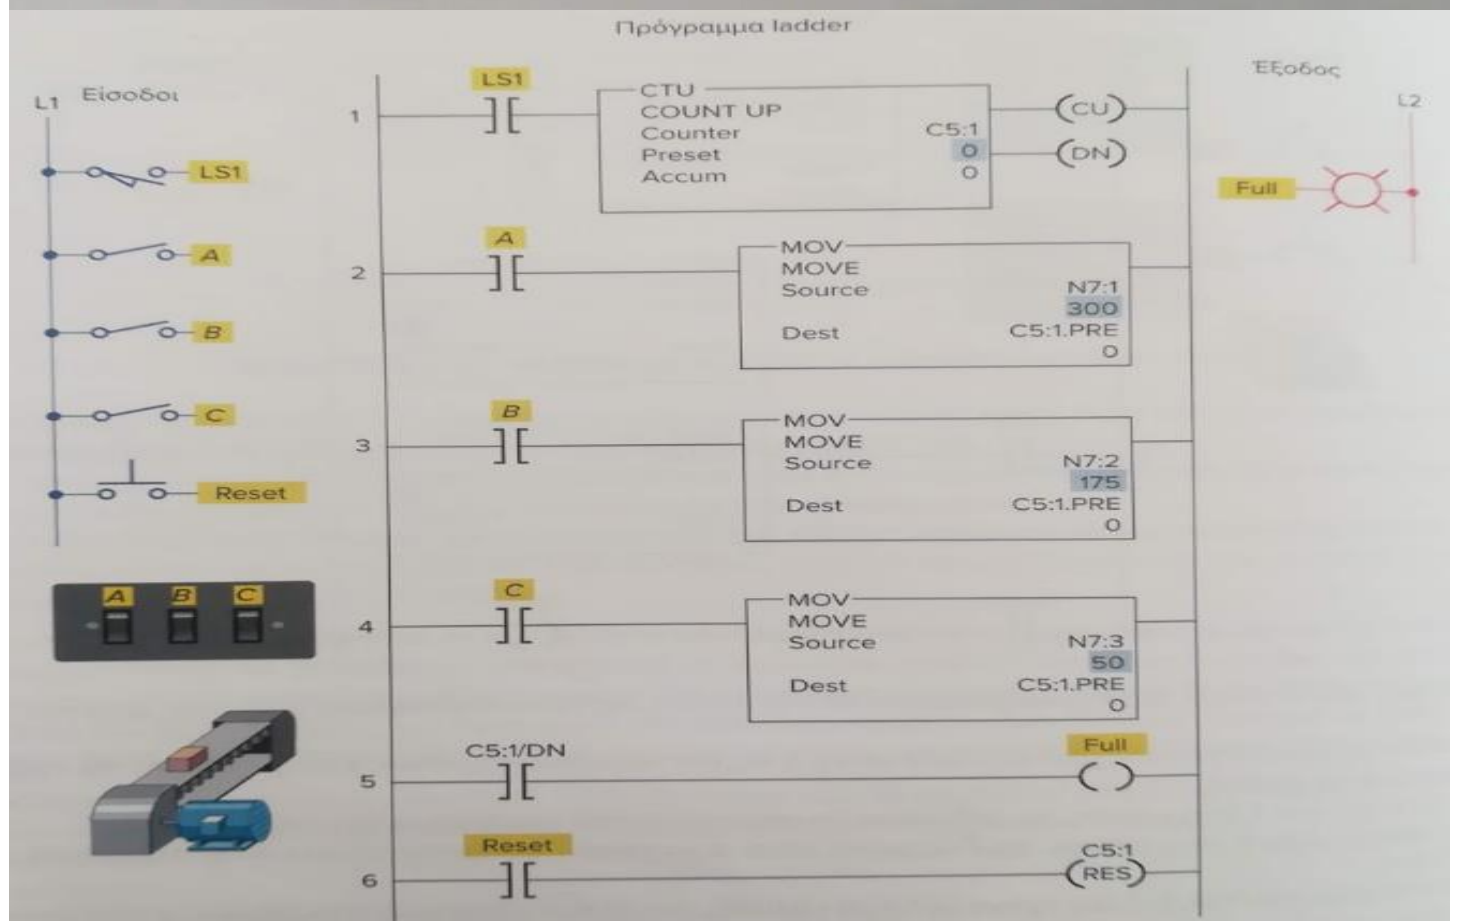 Πρόγραμμα ladder
Είσοδοι
L1
LS1
A
B
C
Reset
A B C
1
LS1
CTU
COUNT UP
Counter C5:1
Preset 0
Accum 0
(CU)
(DN)
2
A
MOV
MOVE
Source N7:1
300
Dest C5:1.PRE
0
3
B
MOV
MOVE
Source N7:2
175
Dest C5:1.PRE
0
4
C
MOV
MOVE
Source N7:3
50
Dest C5:1.PRE
0
5
C5:1/DN
Full
6
Reset
C5:1
(RES)
Έξοδος
L2
Full